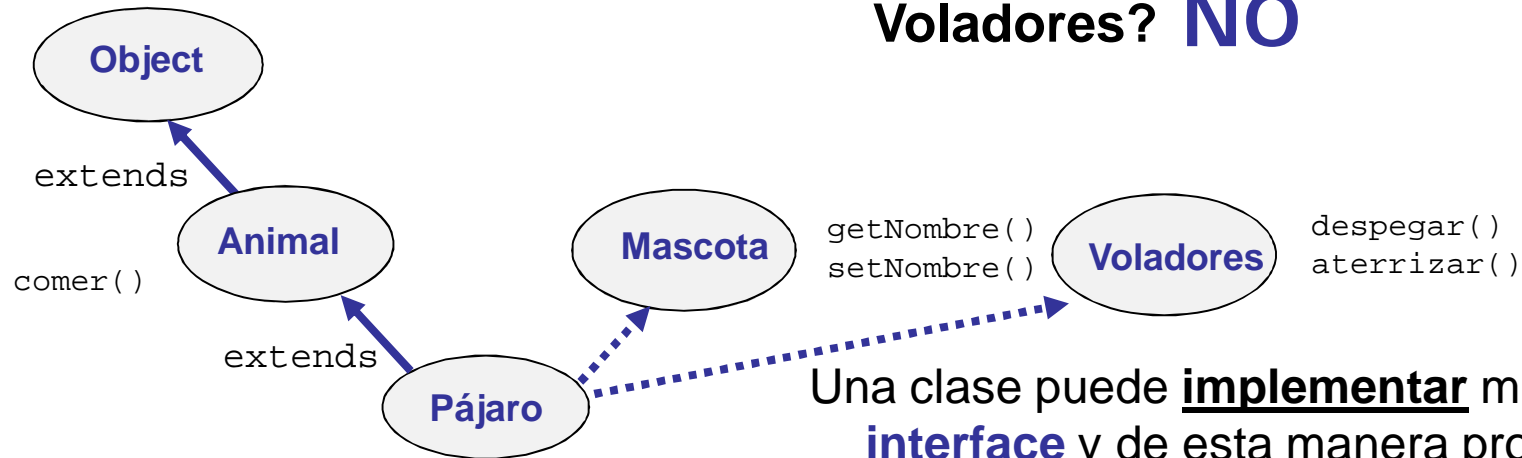 Voladores? NO
Object
extends
Animal
comer()
Mascota
getNombre()
setNombre()
Voladores
despegar()
aterrizar()
extends
Pájaro
Una clase puede implementar m
interface y de esta manera pro